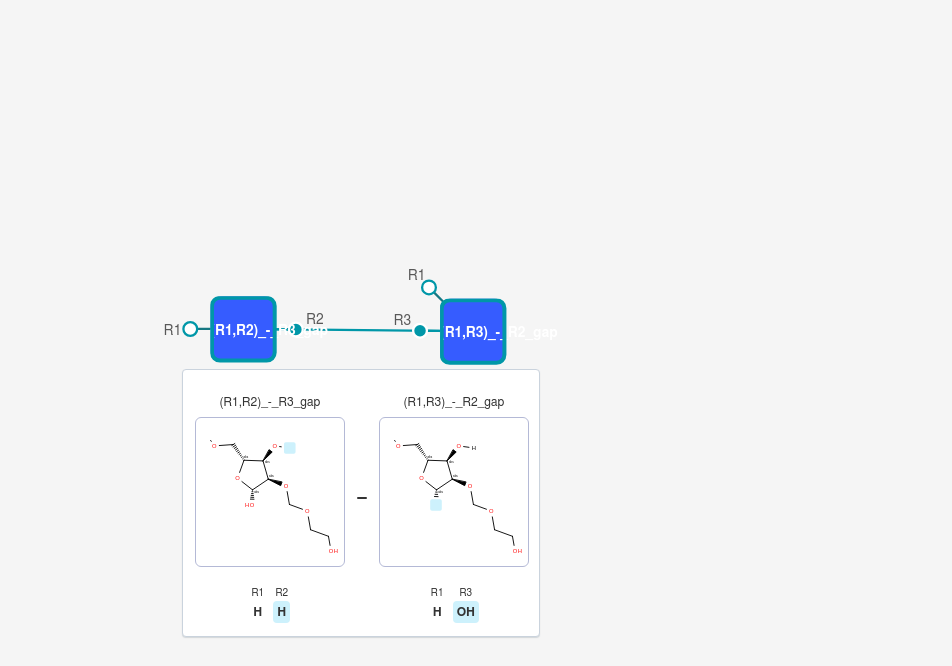 R1
R1 R1,R2)_-_R3_gap R2 R3 R1,R3)_-_R2_gap
(R1,R2)_-_R3_gap (R1,R3)_-_R2_gap
O O O O HO O OH
O O H O O O OH
–
R1 R2 R1 R3
H H H OH